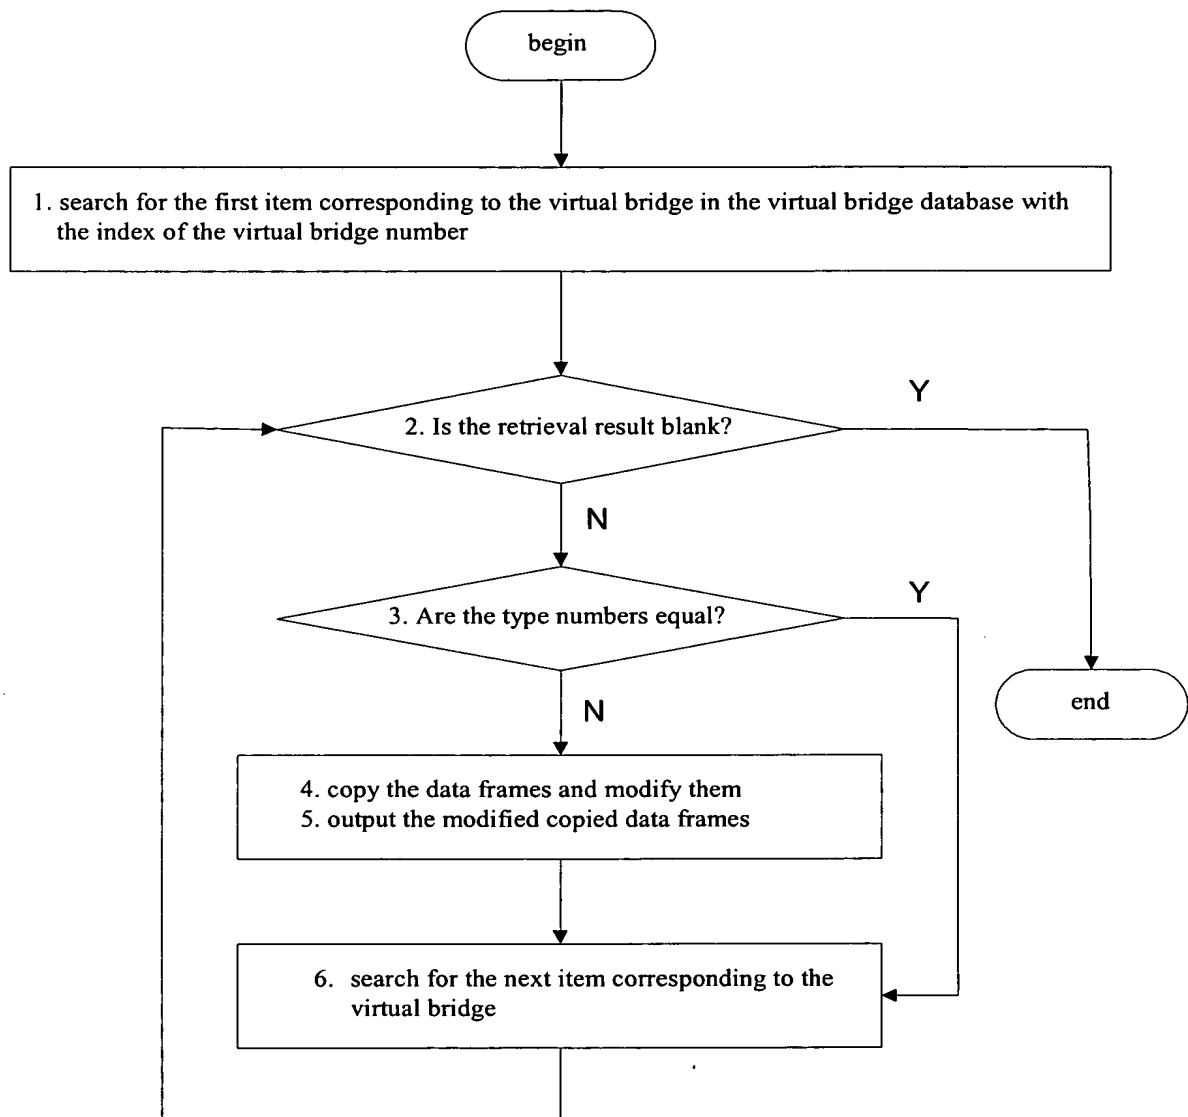 begin
1. search for the first item corresponding to the virtual bridge in the virtual bridge database with
the index of the virtual bridge number
Y
2. Is the retrieval result blank?
N
Y
3. Are the type numbers equal?
N
end
4. copy the data frames and modify them
5. output the modified copied data frames
6. search for the next item corresponding to the
virtual bridge